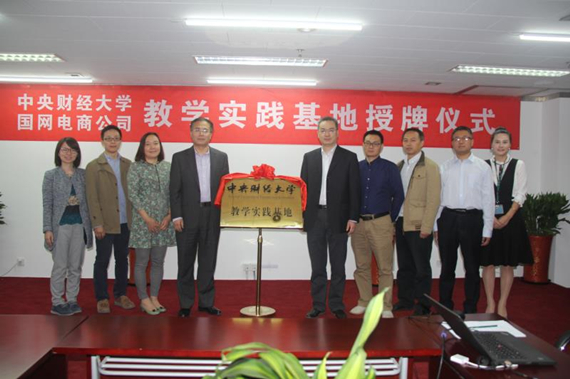 中央财经大学
国网电商公司
教学实践基地授牌仪式
中央财经大学
教学实践基地